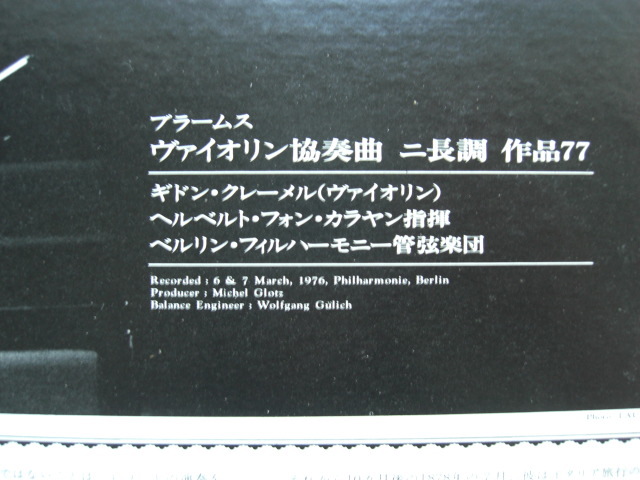 ブラームス
ヴァイオリン協奏曲 ニ長調 作品77
ギドン・クレーメル(ヴァイオリン)
ヘルベルト・フォン・カラヤン指揮
ベルリン・フィルハーモニー管弦楽団
Recorded : 6 & 7 March, 1976, Philharmonie, Berlin
Producer : Michel Glotz
Balance Engineer : Wolfgang Gülich